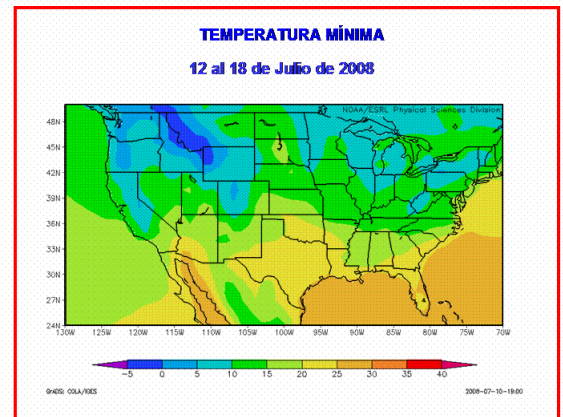 TEMPERATURA MÍNIMA
12 al 18 de Julio de 2008
NOAA/ESRL Physical Sciences Division
48N
45N
42N
39N
36N
33N
30N
27N
24N
130W 125W 120W 115W 110W 105W 100W 95W 90W 85W 80W 75W 70W
-5 0 5 10 15 20 25 30 35 40
GrADS: COLA/IGES 2008-07-10-19:00